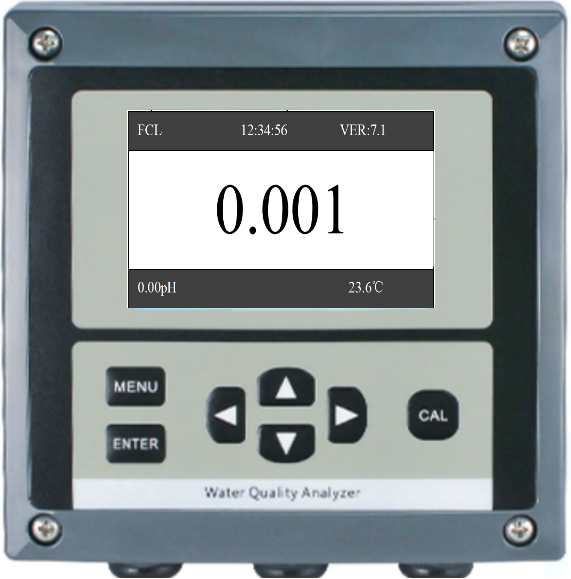 FCL 12:34:56 VER:7.1
0.001
0.00pH 23.6℃
MENU
ENTER
CAL
Water Quality Analyzer